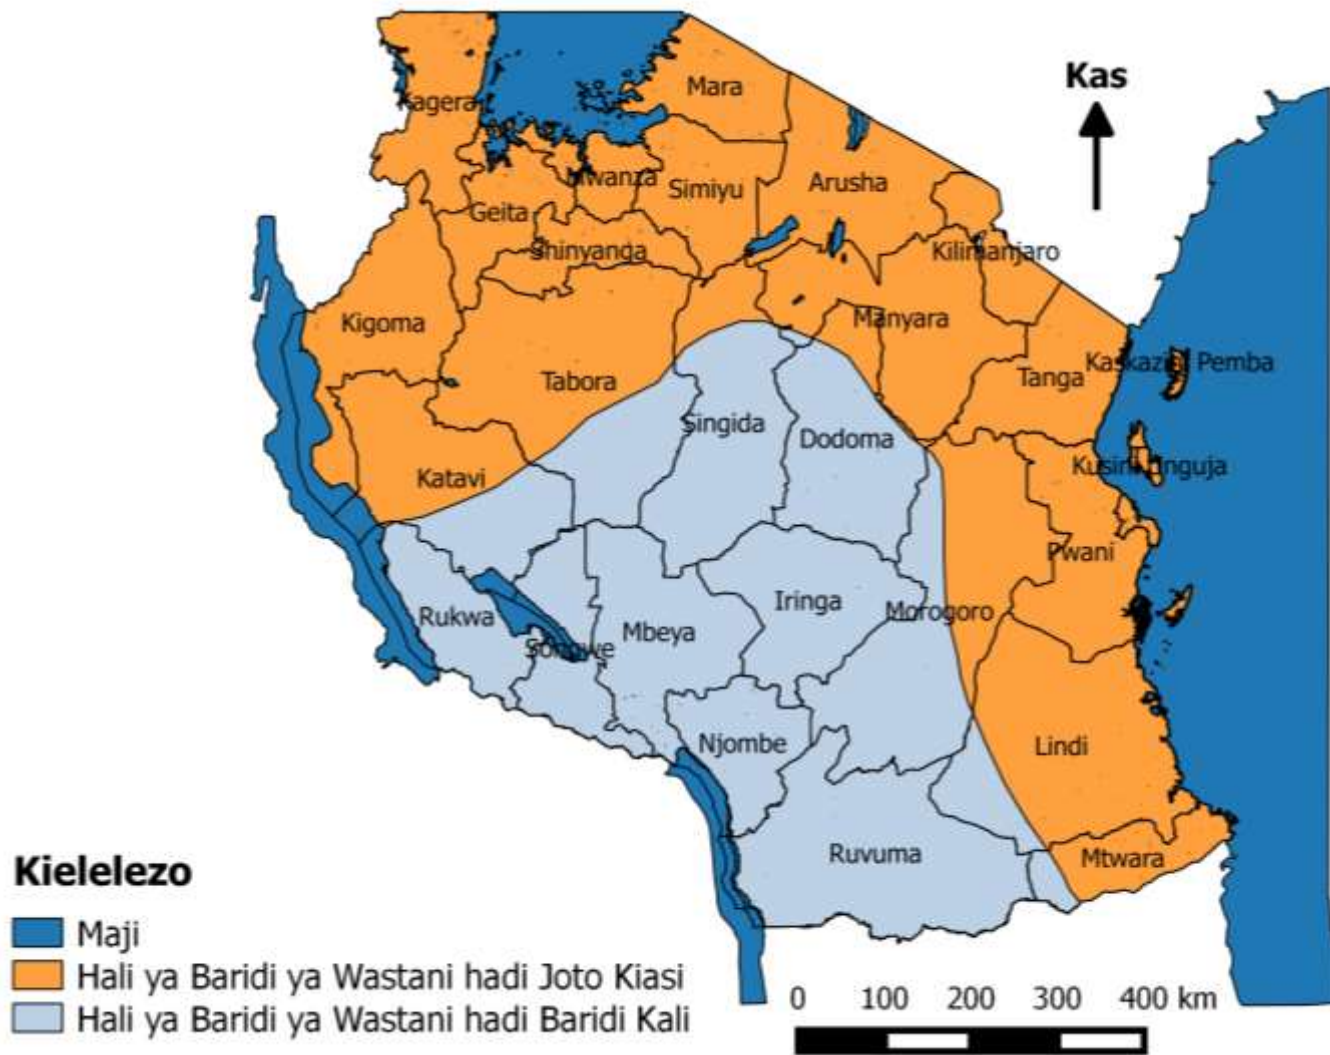 Kas
Mara
Kagera
Mwanza
Simiyu
Arusha
Geita
Shinyanga
Kilimanjaro
Kigoma
Manyara
Tabora
Tanga
Kaskazini Pemba
Singida
Dodoma
Katavi
Kusini Unguja
Pwani
Rukwa
Mbeya
Iringa
Morogoro
Songwe
Njombe
Lindi
Ruvuma
Mtwara
Kielelezo
Maji
Hali ya Baridi ya Wastani hadi Joto Kiasi
Hali ya Baridi ya Wastani hadi Baridi Kali
0 100 200 300 400 km